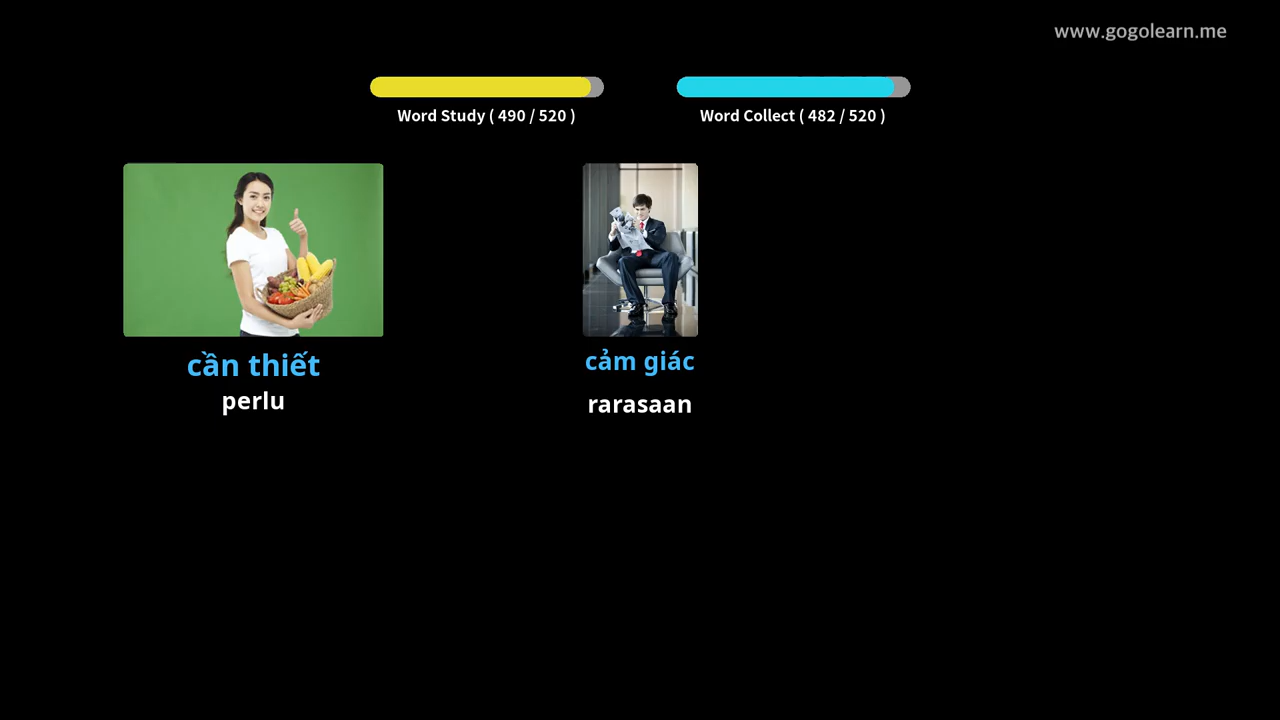 www.gogolearn.me
Word Study ( 490 / 520 )
Word Collect ( 482 / 520 )
cần thiết
perlu
cảm giác
rarasaan